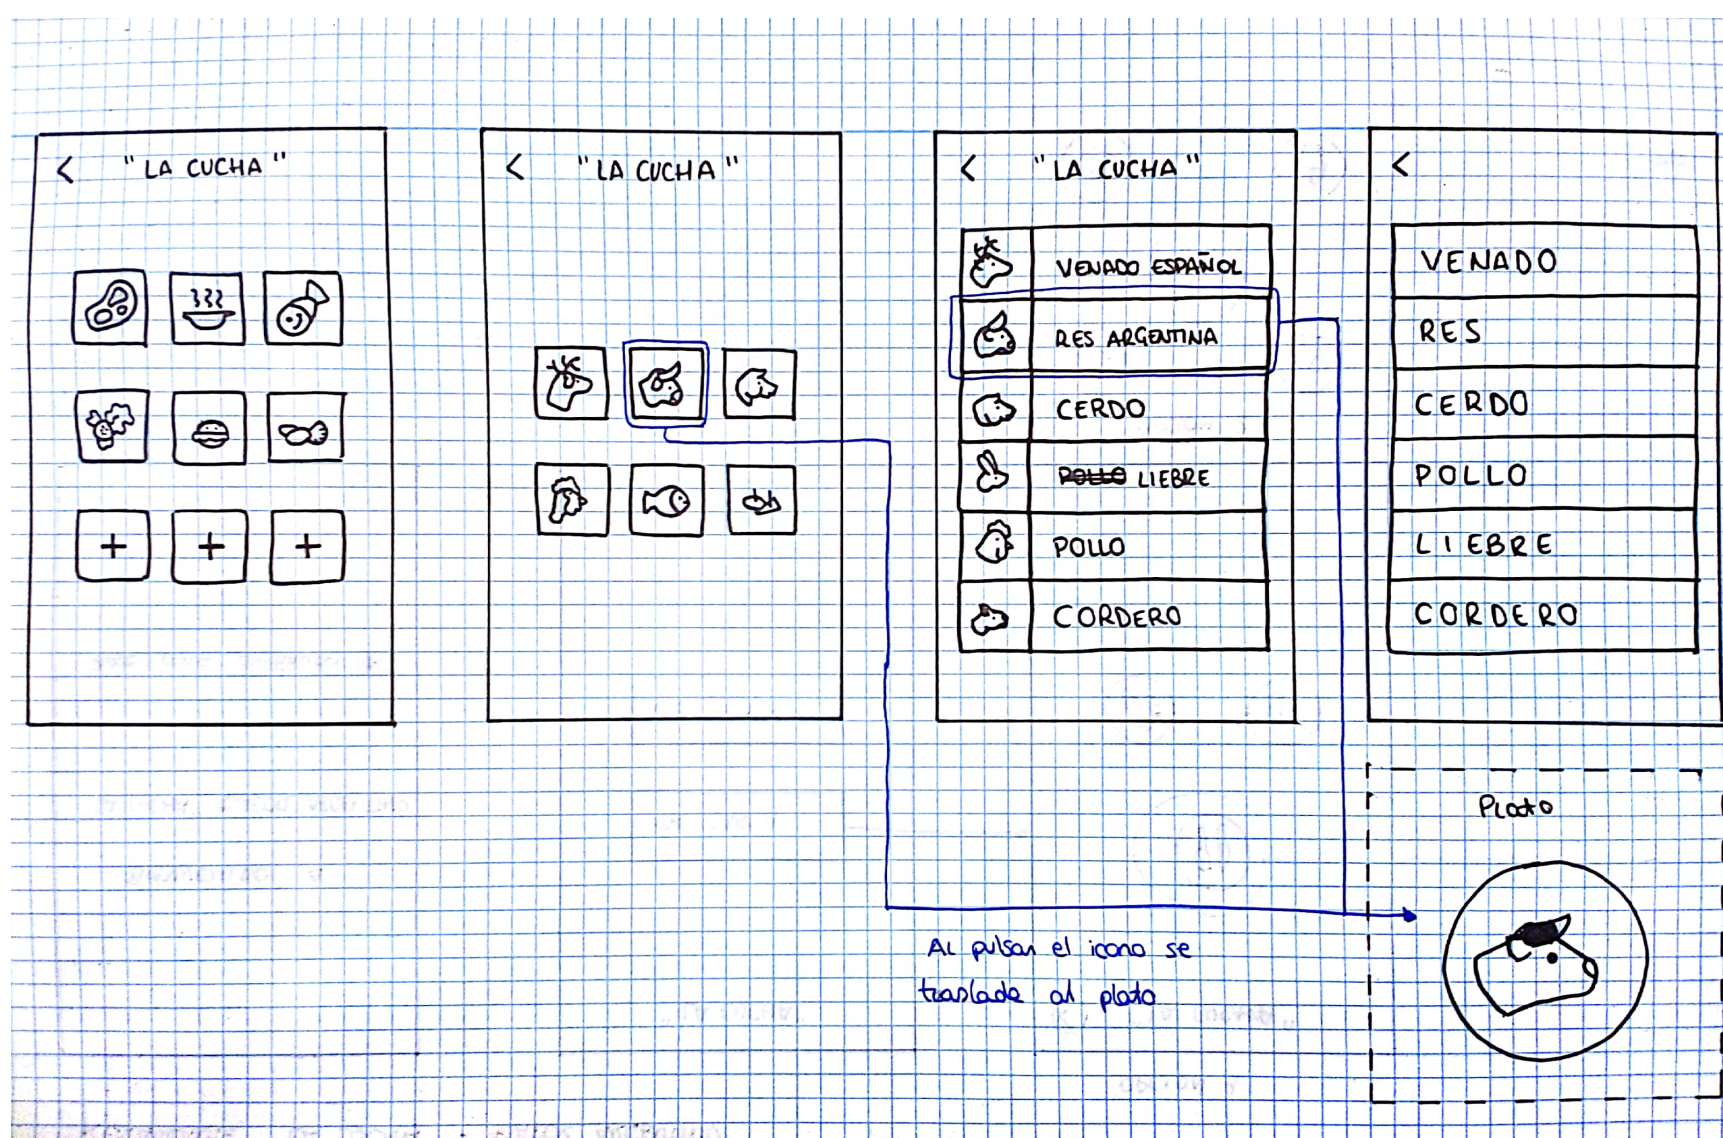 < "LA CUCHA"
+ + +
< "LA CUCHA"
< "LA CUCHA"
VENADO ESPAÑOL
RES ARGENTINA
CERDO
LIEBRE
POLLO
CORDERO
<
VENADO
RES
CERDO
POLLO
LIEBRE
CORDERO
Plato
Al pulsar el icono se
traslada al plato